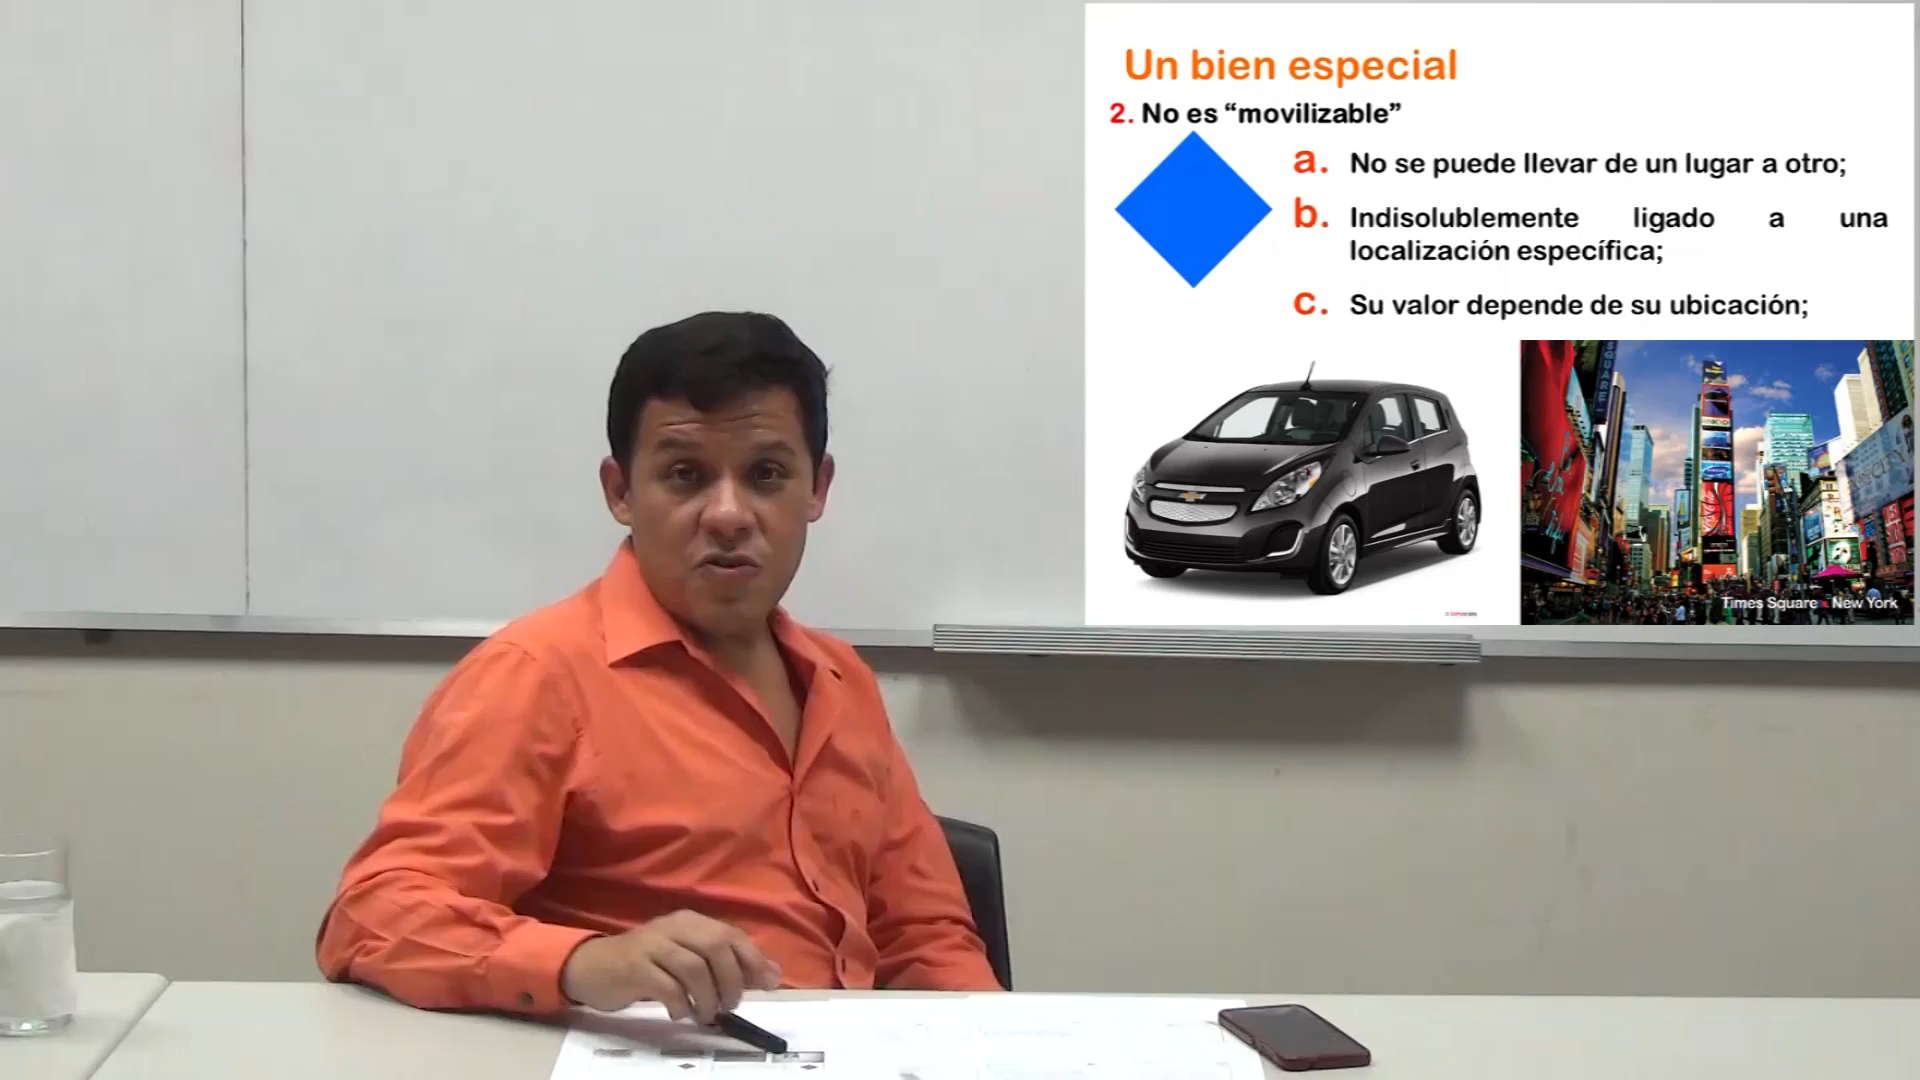 Un bien especial
2. No es “movilizable”
a. No se puede llevar de un lugar a otro;
b. Indisolublemente ligado a una
localización específica;
c. Su valor depende de su ubicación;
SQUARE
Times Square New York